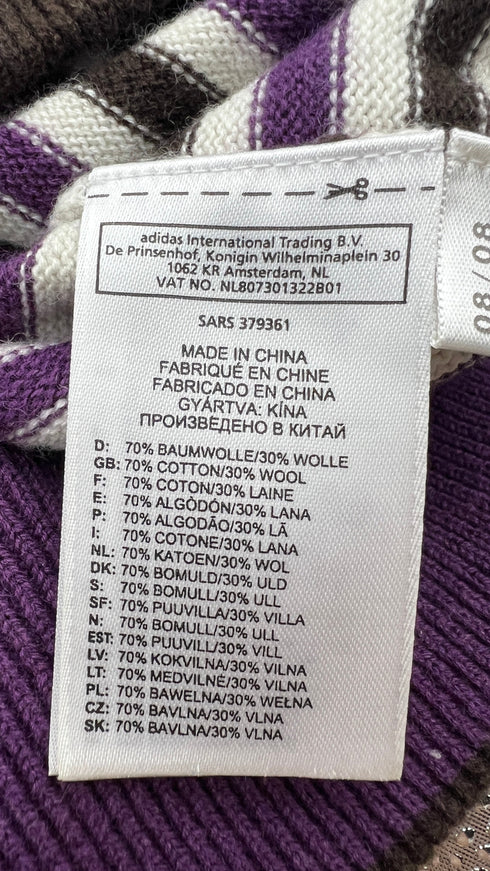 adidas International Trading B.V.
De Prinsenhof, Konigin Wilhelminaplein 30
1062 KR Amsterdam, NL
VAT NO. NL807301322B01
SARS 379361
MADE IN CHINA
FABRIQUÉ EN CHINE
FABRICADO EN CHINA
GYÁRTVA: KÍNA
ПРОИЗВЕДЕНО В КИТАЙ
D: 70% BAUMWOLLE/30% WOLLE
GB: 70% COTTON/30% WOOL
F: 70% COTON/30% LAINE
E: 70% ALGÒDÓN/30% LANA
P: 70% ALGODÃO/30% LÃ
I: 70% COTONE/30% LANA
NL: 70% KATOEN/30% WOL
DK: 70% BOMULD/30% ULD
S: 70% BOMULL/30% ULL
SF: 70% PUUVILLA/30% VILLA
N: 70% BOMULL/30% ULL
EST: 70% PUUVILL/30% VILL
LV: 70% KOKVILNA/30% VILNA
LT: 70% MEDVILNĖ/30% VILNA
PL: 70% BAWEŁNA/30% WEŁNA
CZ: 70% BAVLNA/30% VLNA
SK: 70% BAVLNA/30% VLNA
08/08